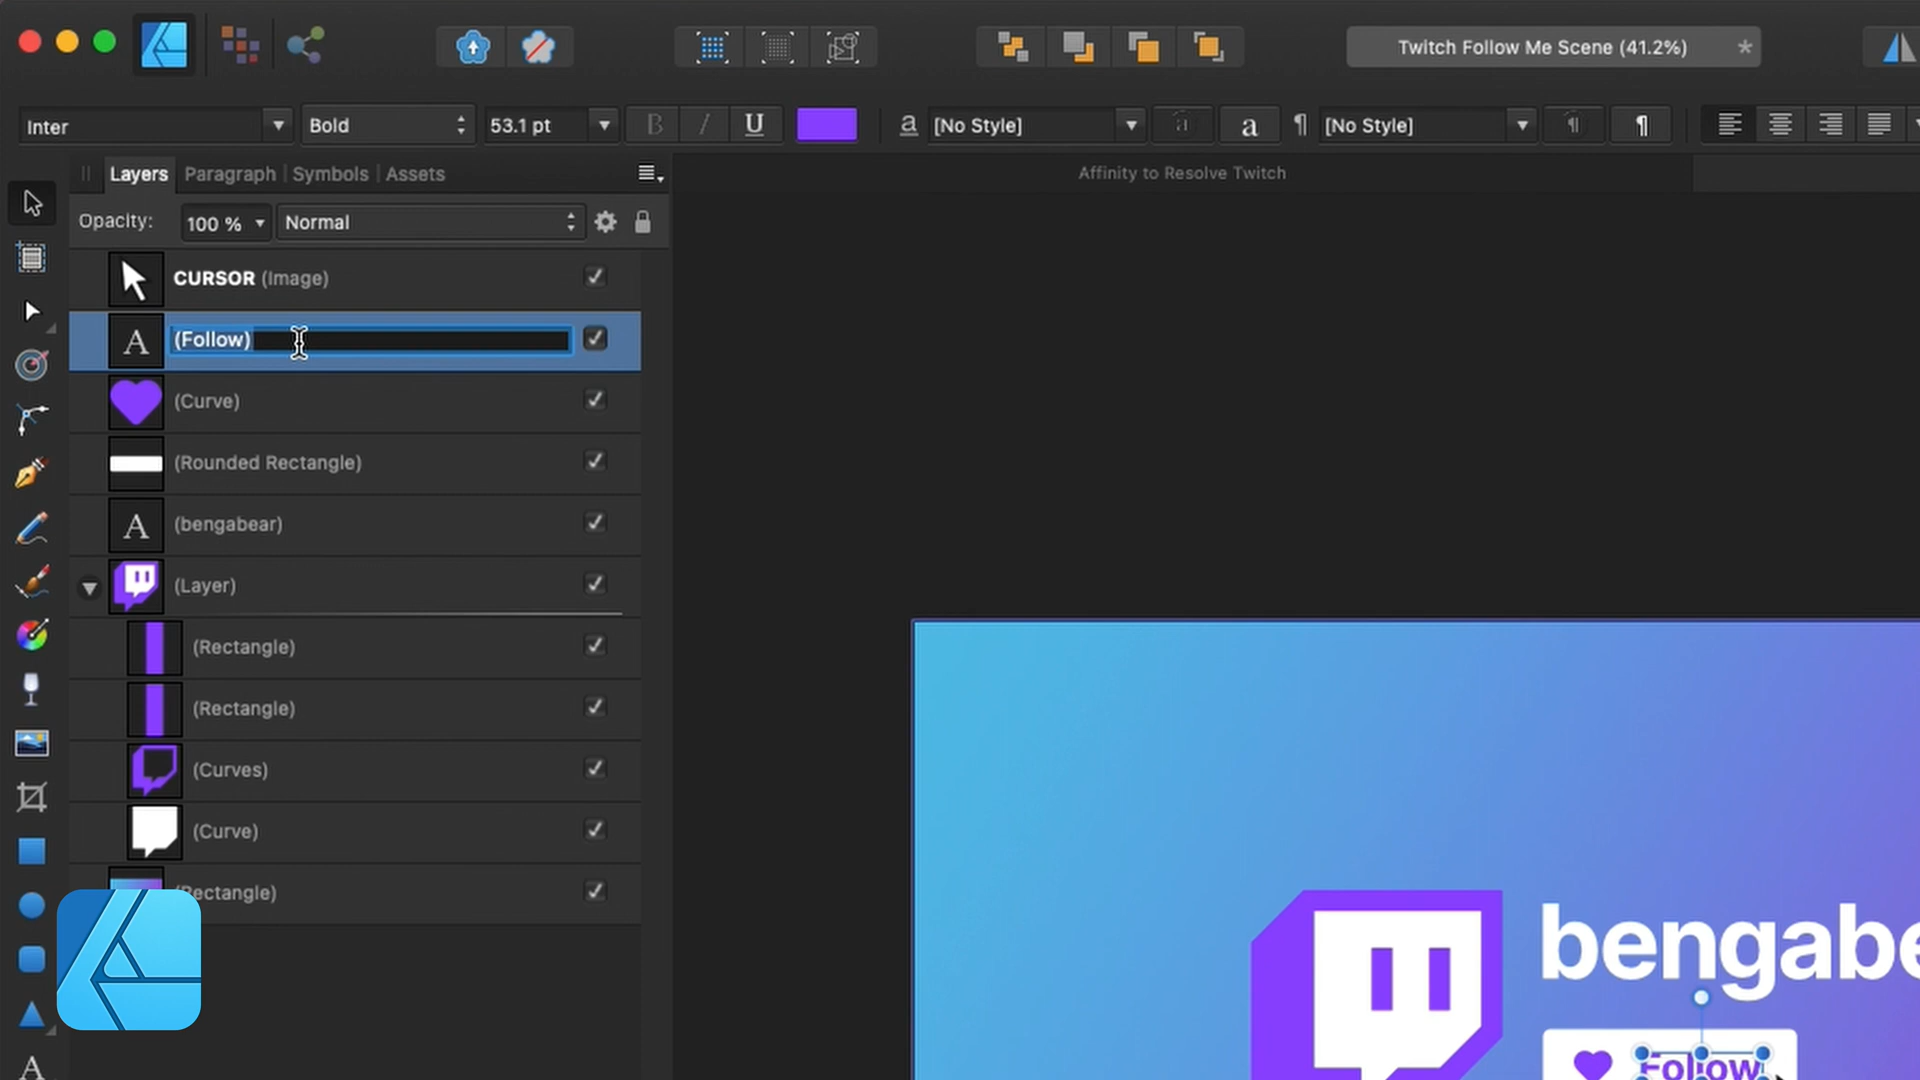 Twitch Follow Me Scene (41.2%)
Inter
Bold
53.1 pt
B
I
U
a
[No Style]
a
a
¶
[No Style]
¶
¶
Layers
Paragraph
Symbols
Assets
Affinity to Resolve Twitch
Opacity:
100 %
Normal
CURSOR (Image)
A
(Follow)
(Curve)
(Rounded Rectangle)
A
(bengabear)
(Layer)
(Rectangle)
(Rectangle)
(Curves)
(Curve)
(Rectangle)
bengabe
Follow
A